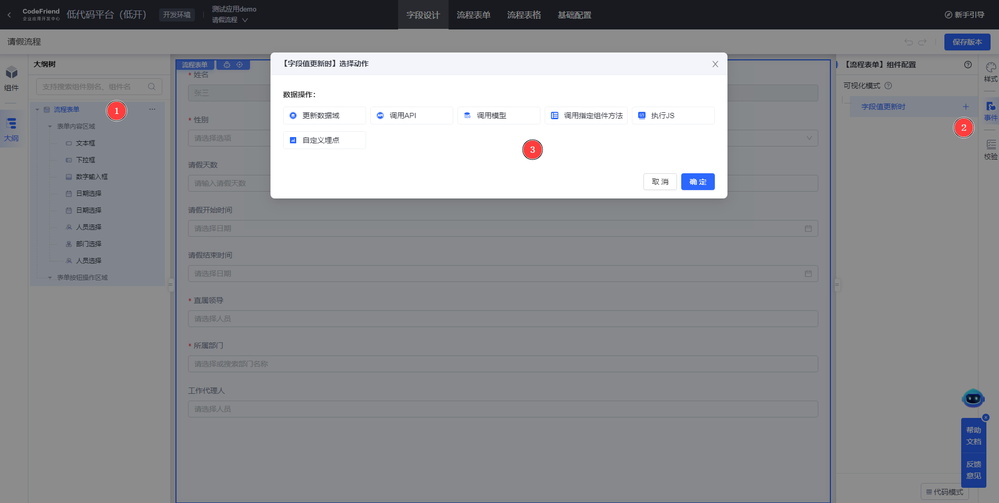 CodeFriend
企业应用开发中心
低代码平台（低开）
开发环境
测试应用demo
请假流程
字段设计
流程表单
流程表格
基础配置
新手引导
请假流程
保存版本
组件
大纲
大纲树
支持搜索组件别名、组件名
流程表单
1
表单内容区域
文本框
下拉框
数字输入框
日期选择
日期选择
人员选择
部门选择
人员选择
表单按钮操作区域
流程表单
* 姓名
张三
* 性别
请选择选项
请假天数
请输入请假天数
请假开始时间
请选择日期
请假结束时间
请选择日期
* 直属领导
请选择人员
* 所属部门
请选择或搜索部门名称
工作代理人
请选择人员
【字段值更新时】选择动作
数据操作：
更新数据域
调用API
调用模型
调用指定组件方法
执行JS
自定义埋点
3
取 消
确 定
【流程表单】组件配置
可视化模式
字段值更新时
2
样式
事件
校验
帮助
文档
反馈
意见
代码模式